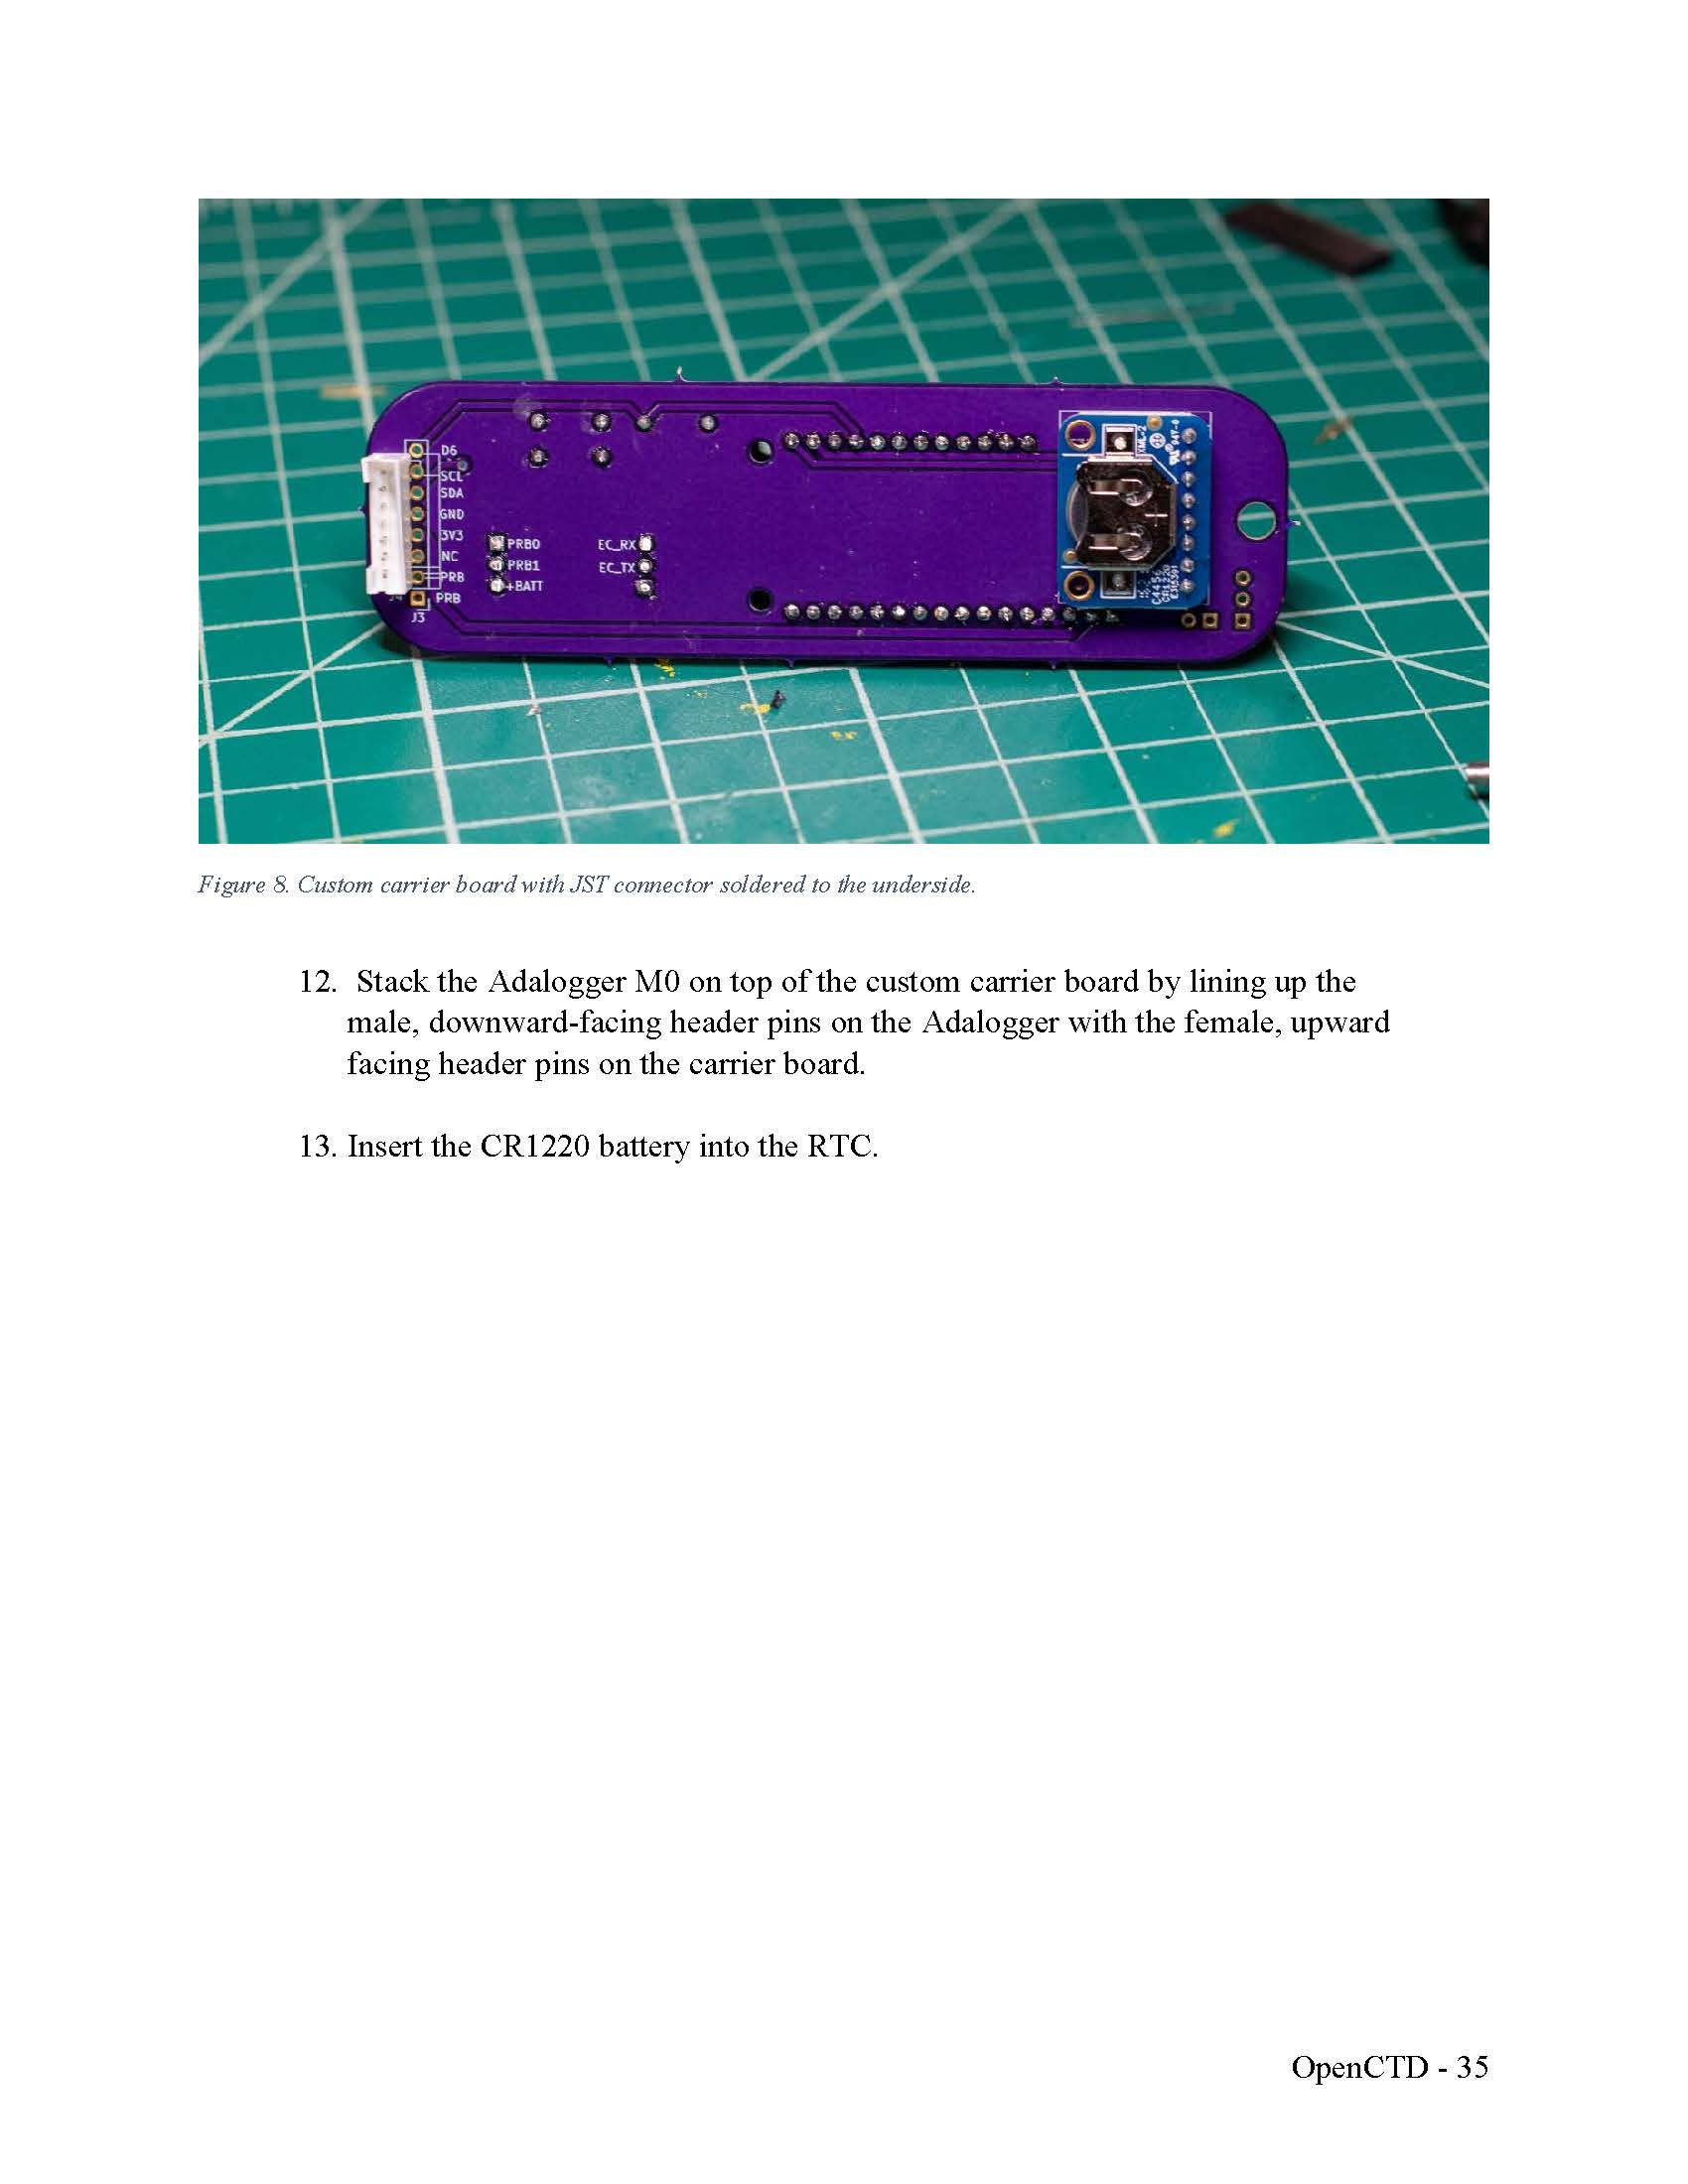 D6
SCL
SDA
GND
3V3
NC
PRB
PRB
J3
PRB0
PRB1
+BATT
EC_RX
EC_TX
Figure 8. Custom carrier board with JST connector soldered to the underside.
12. Stack the Adalogger M0 on top of the custom carrier board by lining up the
male, downward-facing header pins on the Adalogger with the female, upward
facing header pins on the carrier board.
13. Insert the CR1220 battery into the RTC.
OpenCTD - 35